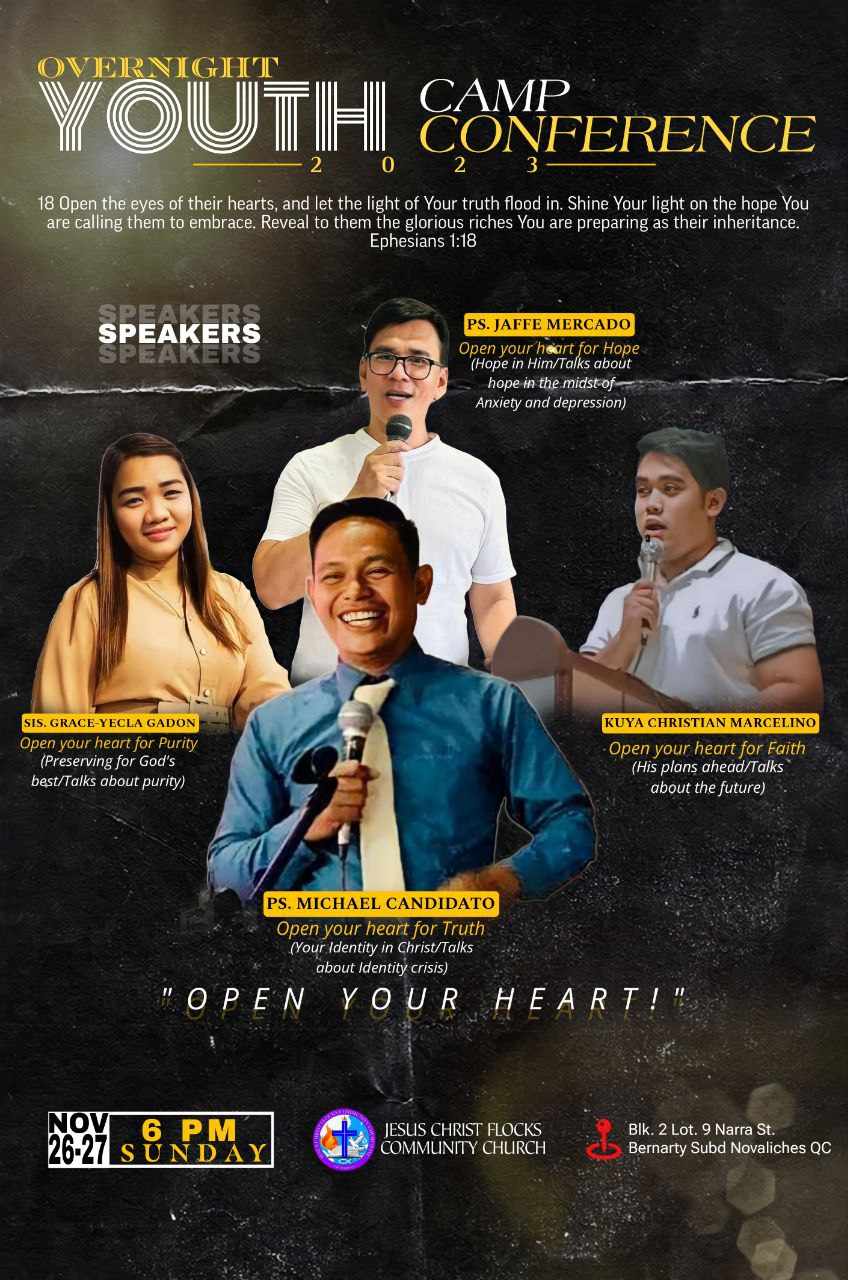 OVERNIGHT
YOUTH
CAMP
CONFERENCE
2 0 2 3
18 Open the eyes of their hearts, and let the light of Your truth flood in. Shine Your light on the hope You
are calling them to embrace. Reveal to them the glorious riches You are preparing as their inheritance.
Ephesians 1:18
SPEAKERS
SPEAKERS
SPEAKERS
PS. JAFFE MERCADO
Open your heart for Hope
(Hope in Him/Talks about
hope in the midst of
Anxiety and depression)
SIS. GRACE-YECLA GADON
Open your heart for Purity
(Preserving for God's
best/Talks about purity)
KUYA CHRISTIAN MARCELINO
Open your heart for Faith
(His plans ahead/Talks
about the future)
PS. MICHAEL CANDIDATO
Open your heart for Truth
(Your Identity in Christ/Talks
about Identity crisis)
"OPEN YOUR HEART!"
NOV
26-27
6 PM
SUNDAY
JESUS CHRIST FLOCKS
COMMUNITY CHURCH
Blk. 2 Lot. 9 Narra St.
Bernarty Subd Novaliches QC